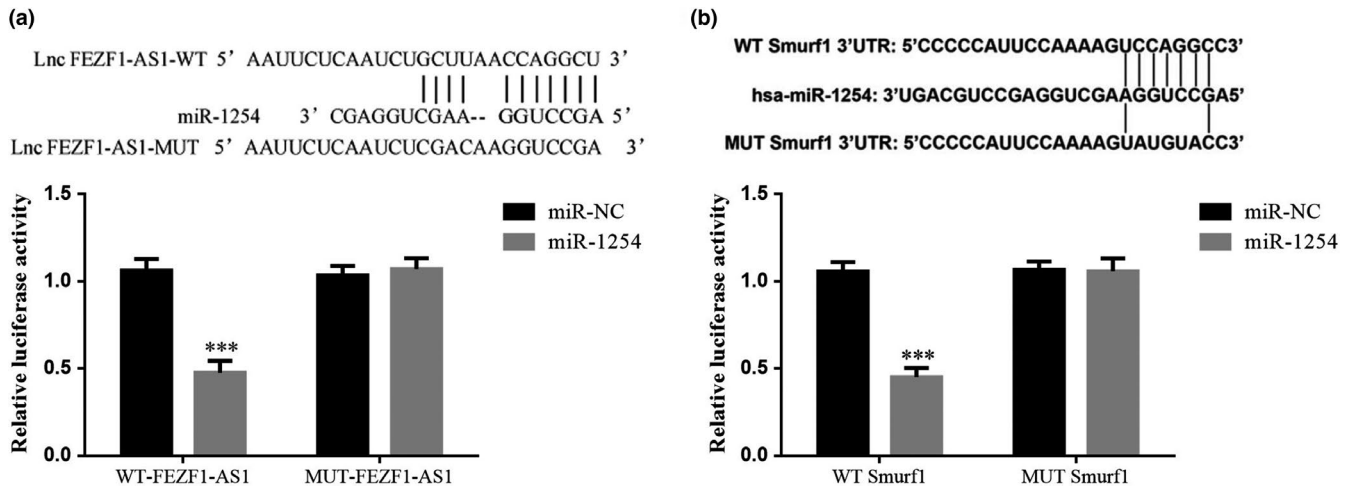 (a)
Lnc FEZF1-AS1-WT 5’ AAUUCUCAAUCUGCUUAACCAGGCU 3’
miR-1254 3’ CGAGGUCGAA-- GGUCCGA 5’
Lnc FEZF1-AS1-MUT 5’ AAUUCUCAAUCUCGACAAGGUCCGA 3’
Relative luciferase activity
1.5
1.0
0.5
0.0
***
WT-FEZF1-AS1
MUT-FEZF1-AS1
miR-NC
miR-1254
(b)
WT Smurf1 3’UTR: 5’CCCCCAUUCCAAAAGUCCAGGCC3’
hsa-miR-1254: 3’UGACGUCCGAGGUCGAAGGUCCGA5’
MUT Smurf1 3’UTR: 5’CCCCCAUUCCAAAAGUAUGUACC3’
Relative luciferase activity
1.5
1.0
0.5
0.0
***
WT Smurf1
MUT Smurf1
miR-NC
miR-1254